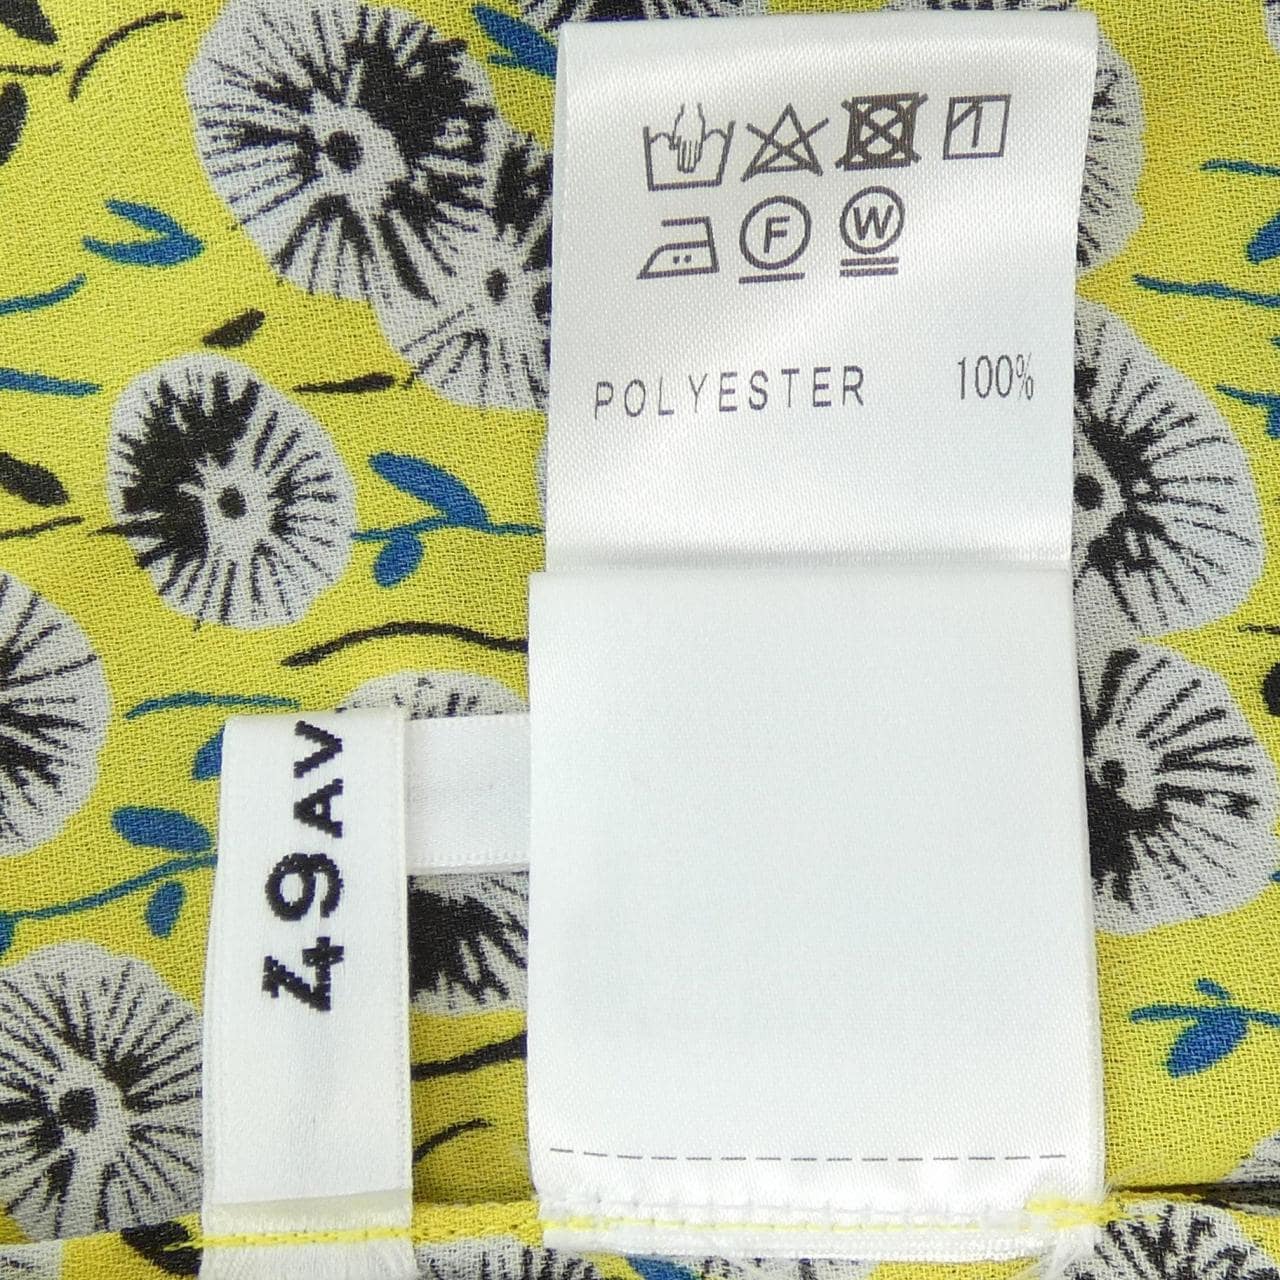 F W
POLYESTER 100%
49AV